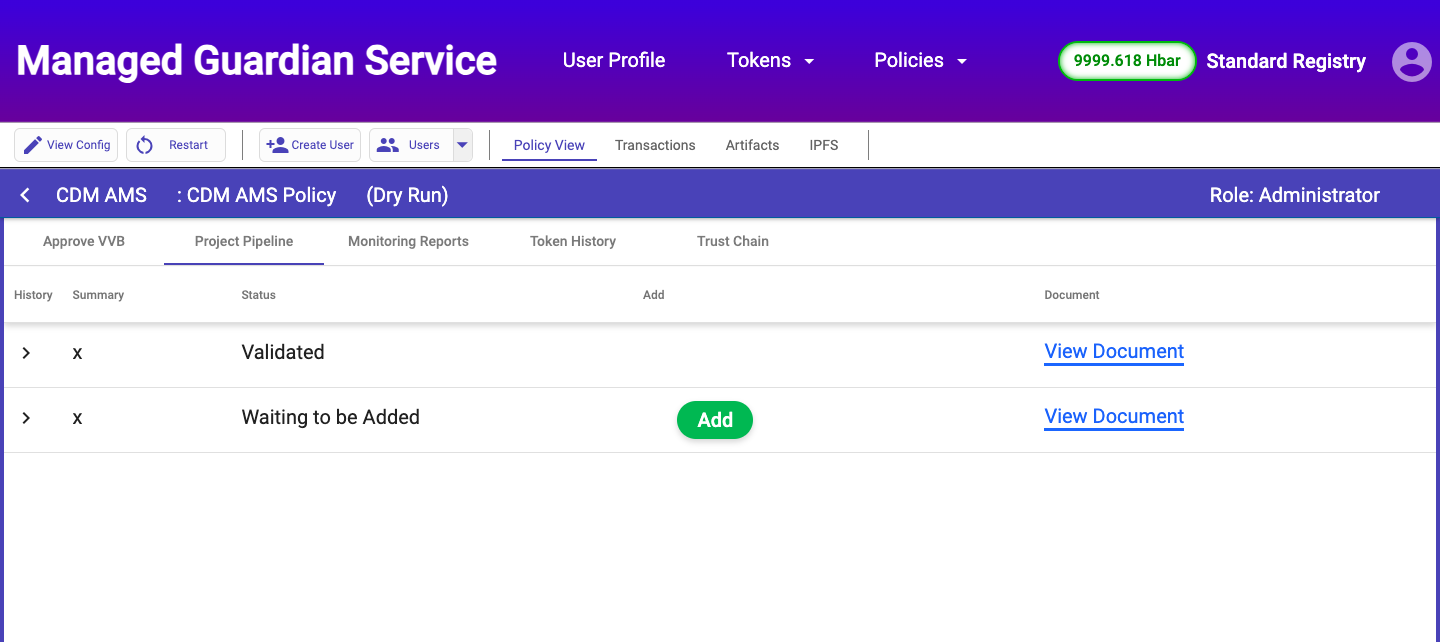 Managed Guardian Service User Profile Tokens Policies 9999.618 Hbar Standard Registry
View Config Restart Create User Users Policy View Transactions Artifacts IPFS
CDM AMS : CDM AMS Policy (Dry Run) Role: Administrator
Approve VVB Project Pipeline Monitoring Reports Token History Trust Chain
History Summary Status Add Document
x Validated View Document
x Waiting to be Added Add View Document